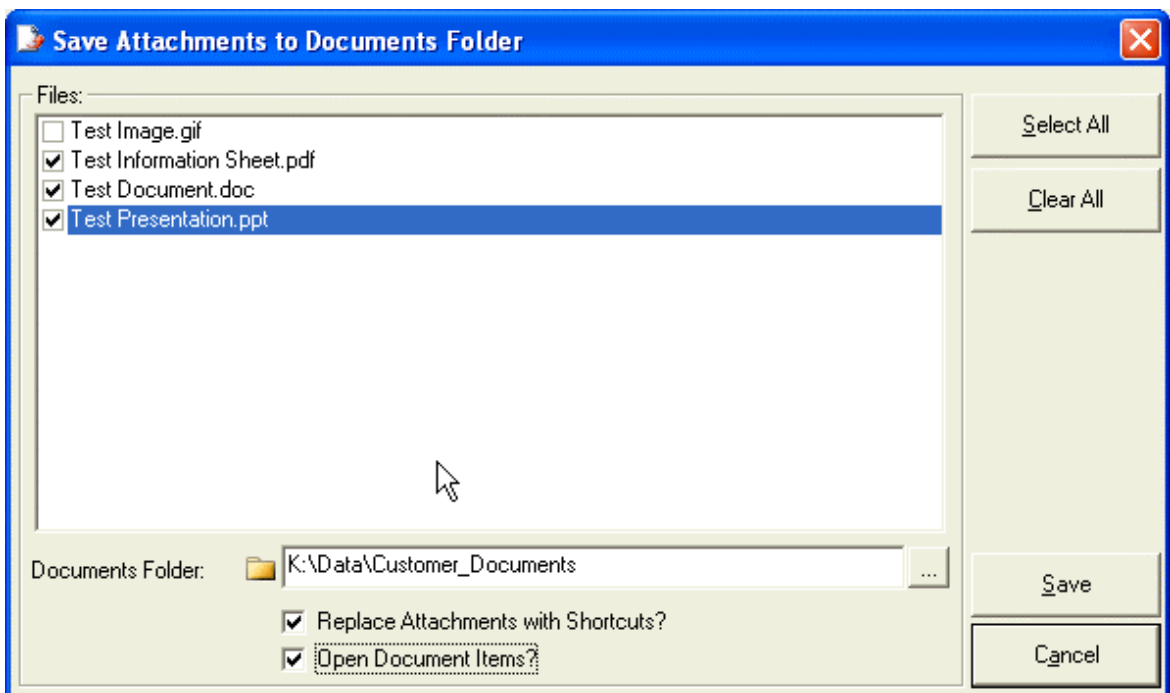 Save Attachments to Documents Folder
Files:
Test Image.gif
Test Information Sheet.pdf
Test Document.doc
Test Presentation.ppt
Select All
Clear All
Documents Folder:
K:\Data\Customer_Documents
...
Replace Attachments with Shortcuts?
Open Document Items?
Save
Cancel